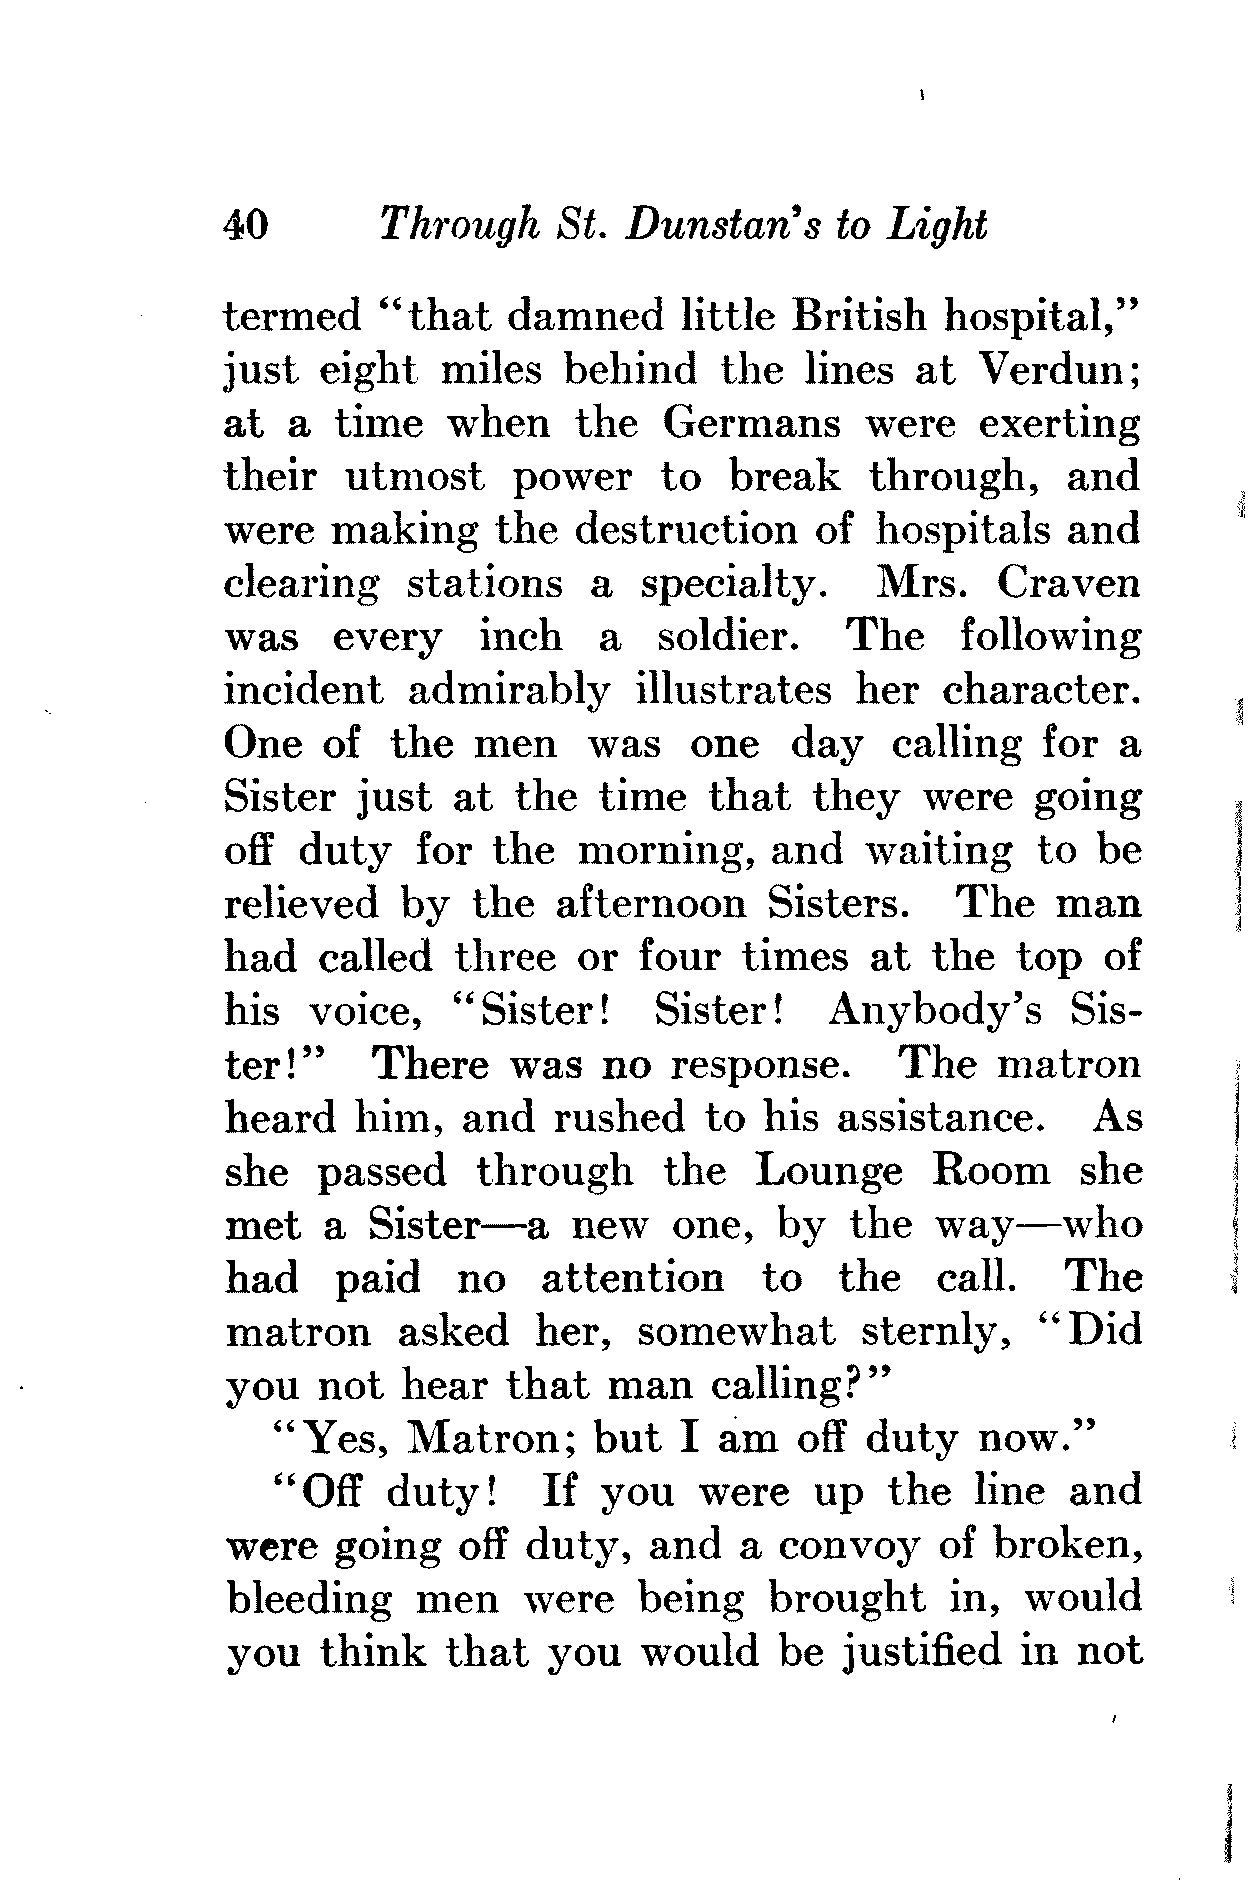 40 Through St. Dunstan's to Light
termed "that damned little British hospital,"
just eight miles behind the lines at Verdun;
at a time when the Germans were exerting
their utmost power to break through, and
were making the destruction of hospitals and
clearing stations a specialty. Mrs. Craven
was every inch a soldier. The following
incident admirably illustrates her character.
One of the men was one day calling for a
Sister just at the time that they were going
off duty for the morning, and waiting to be
relieved by the afternoon Sisters. The man
had called three or four times at the top of
his voice, "Sister! Sister! Anybody's Sis-
ter!" There was no response. The matron
heard him, and rushed to his assistance. As
she passed through the Lounge Room she
met a Sister—a new one, by the way—who
had paid no attention to the call. The
matron asked her, somewhat sternly, "Did
you not hear that man calling?"
"Yes, Matron; but I am off duty now."
"Off duty! If you were up the line and
were going off duty, and a convoy of broken,
bleeding men were being brought in, would
you think that you would be justified in not